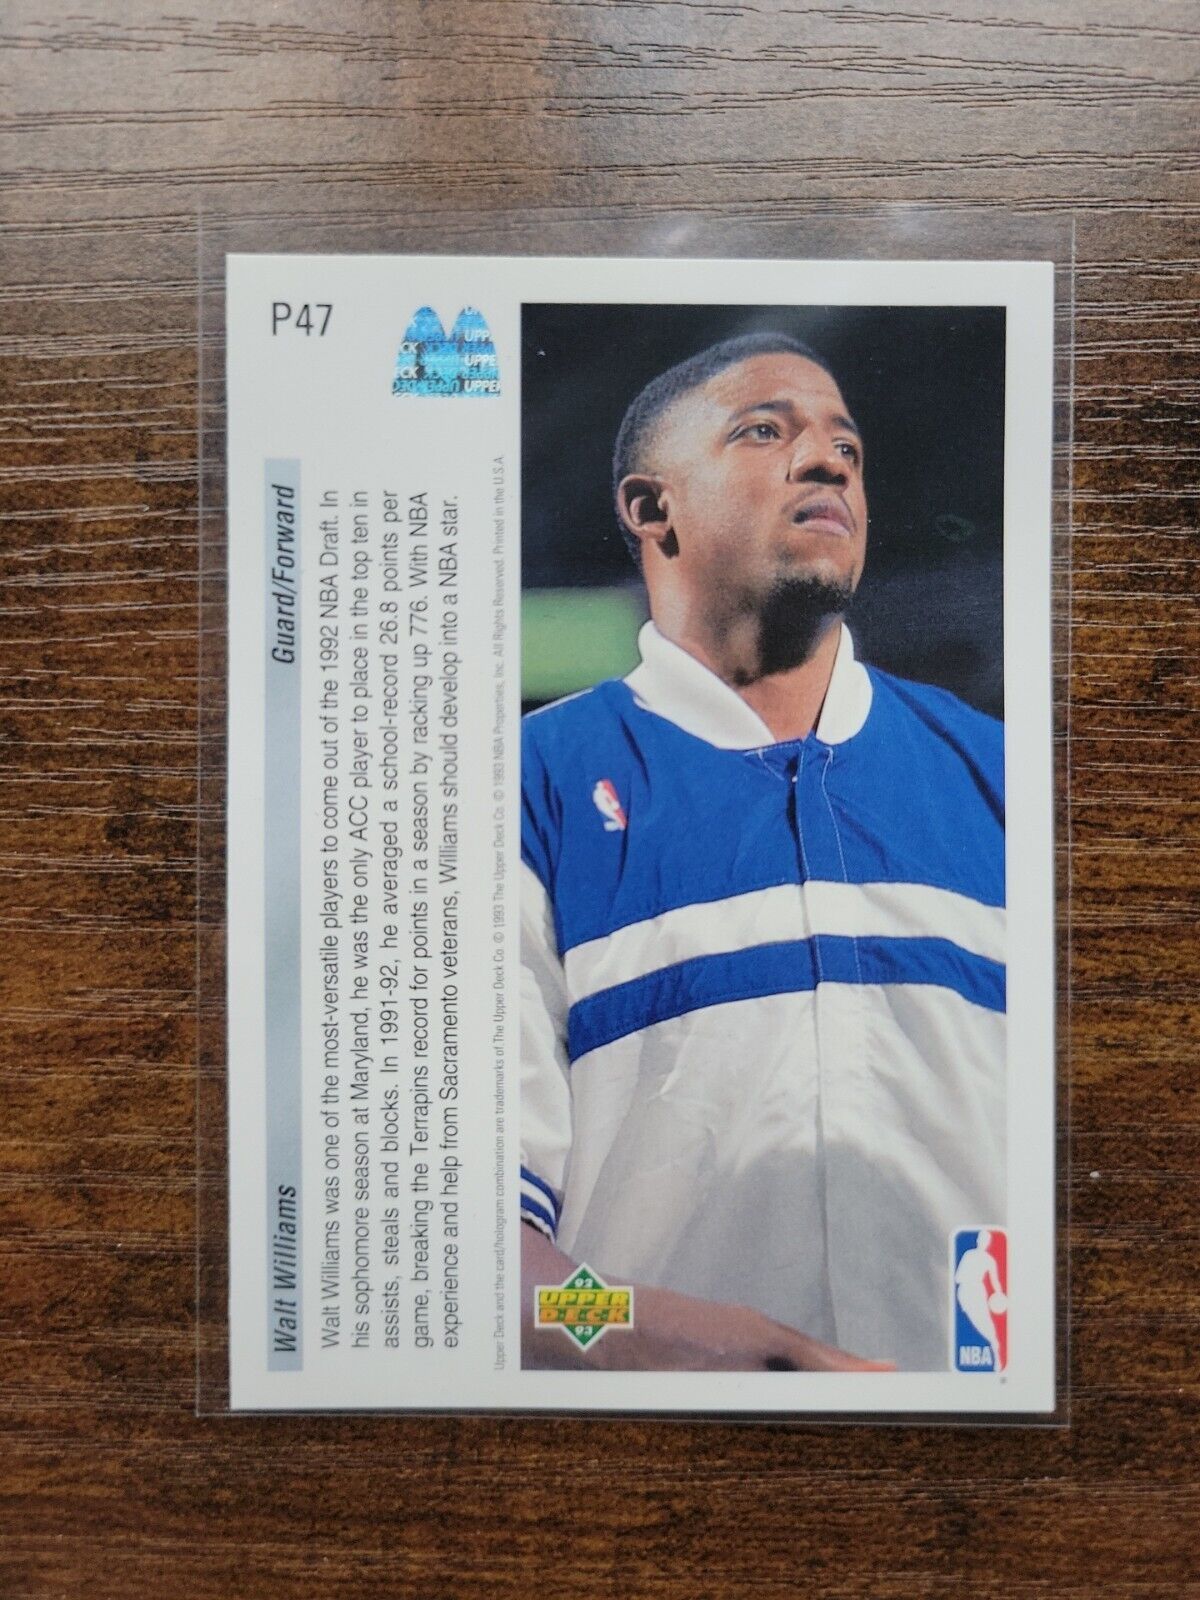 P47
Walt Williams Guard/Forward
Walt Williams was one of the most-versatile players to come out of the 1992 NBA Draft. In
his sophomore season at Maryland, he was the only ACC player to place in the top ten in
assists, steals and blocks. In 1991-92, he averaged a school-record 26.8 points per
game, breaking the Terrapins record for points in a season by racking up 776. With NBA
experience and help from Sacramento veterans, Williams should develop into a NBA star.
Upper Deck and the card/hologram combination are trademarks of The Upper Deck Co. © 1993 The Upper Deck Co. © 1993 NBA Properties, Inc. All Rights Reserved. Printed in the U.S.A.
92
UPPER
D·E·C·K
93
NBA